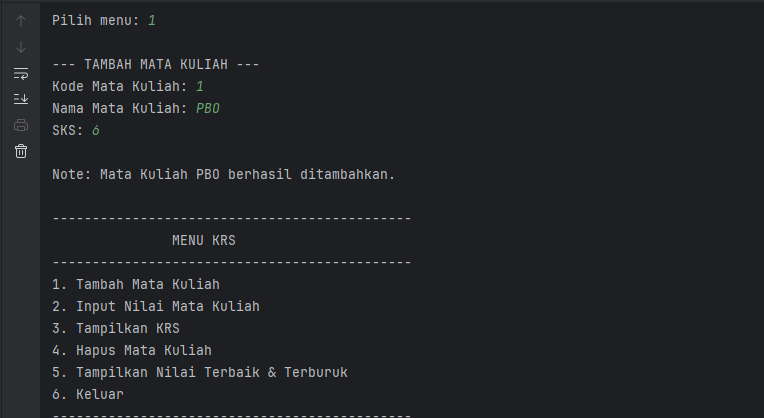 Pilih menu: 1
--- TAMBAH MATA KULIAH ---
Kode Mata Kuliah: 1
Nama Mata Kuliah: PBO
SKS: 6
Note: Mata Kuliah PBO berhasil ditambahkan.
---------------------------------------------
MENU KRS
---------------------------------------------
1. Tambah Mata Kuliah
2. Input Nilai Mata Kuliah
3. Tampilkan KRS
4. Hapus Mata Kuliah
5. Tampilkan Nilai Terbaik & Terburuk
6. Keluar
---------------------------------------------